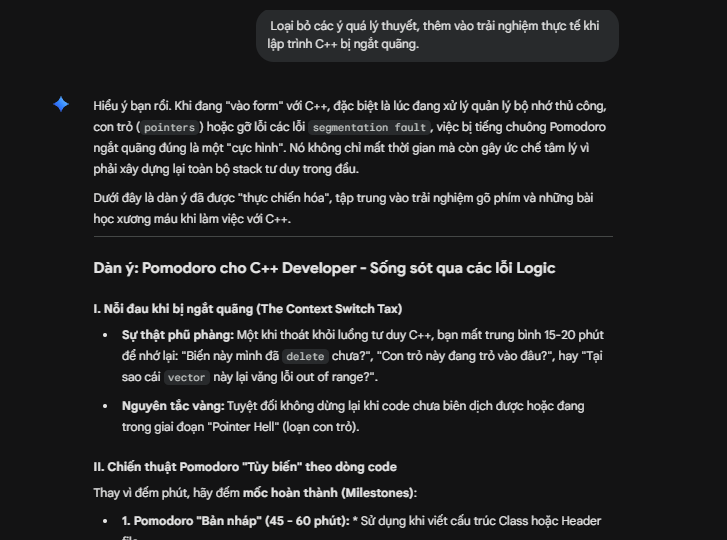 Loại bỏ các ý quá lý thuyết, thêm vào trải nghiệm thực tế khi
lập trình C++ bị ngắt quãng.
Hiểu ý bạn rồi. Khi đang "vào form" với C++, đặc biệt là lúc đang xử lý quản lý bộ nhớ thủ công,
con trỏ (pointers) hoặc gỡ lỗi các lỗi segmentation fault, việc bị tiếng chuông Pomodoro
ngắt quãng đúng là một "cực hình". Nó không chỉ mất thời gian mà còn gây ức chế tâm lý vì
phải xây dựng lại toàn bộ stack tư duy trong đầu.
Dưới đây là dàn ý đã được "thực chiến hóa", tập trung vào trải nghiệm gõ phím và những bài
học xương máu khi làm việc với C++.
Dàn ý: Pomodoro cho C++ Developer - Sống sót qua các lỗi Logic
I. Nỗi đau khi bị ngắt quãng (The Context Switch Tax)
• Sự thật phũ phàng: Một khi thoát khỏi luồng tư duy C++, bạn mất trung bình 15-20 phút
để nhớ lại: "Biến này mình đã delete chưa?", "Con trỏ này đang trỏ vào đâu?", hay "Tại
sao cái vector này lại văng lỗi out of range?".
• Nguyên tắc vàng: Tuyệt đối không dừng lại khi code chưa biên dịch được hoặc đang
trong giai đoạn "Pointer Hell" (loạn con trỏ).
II. Chiến thuật Pomodoro "Tùy biến" theo dòng code
Thay vì đếm phút, hãy đếm mốc hoàn thành (Milestones):
• 1. Pomodoro "Bản nháp" (45 - 60 phút): * Sử dụng khi viết cấu trúc Class hoặc Header